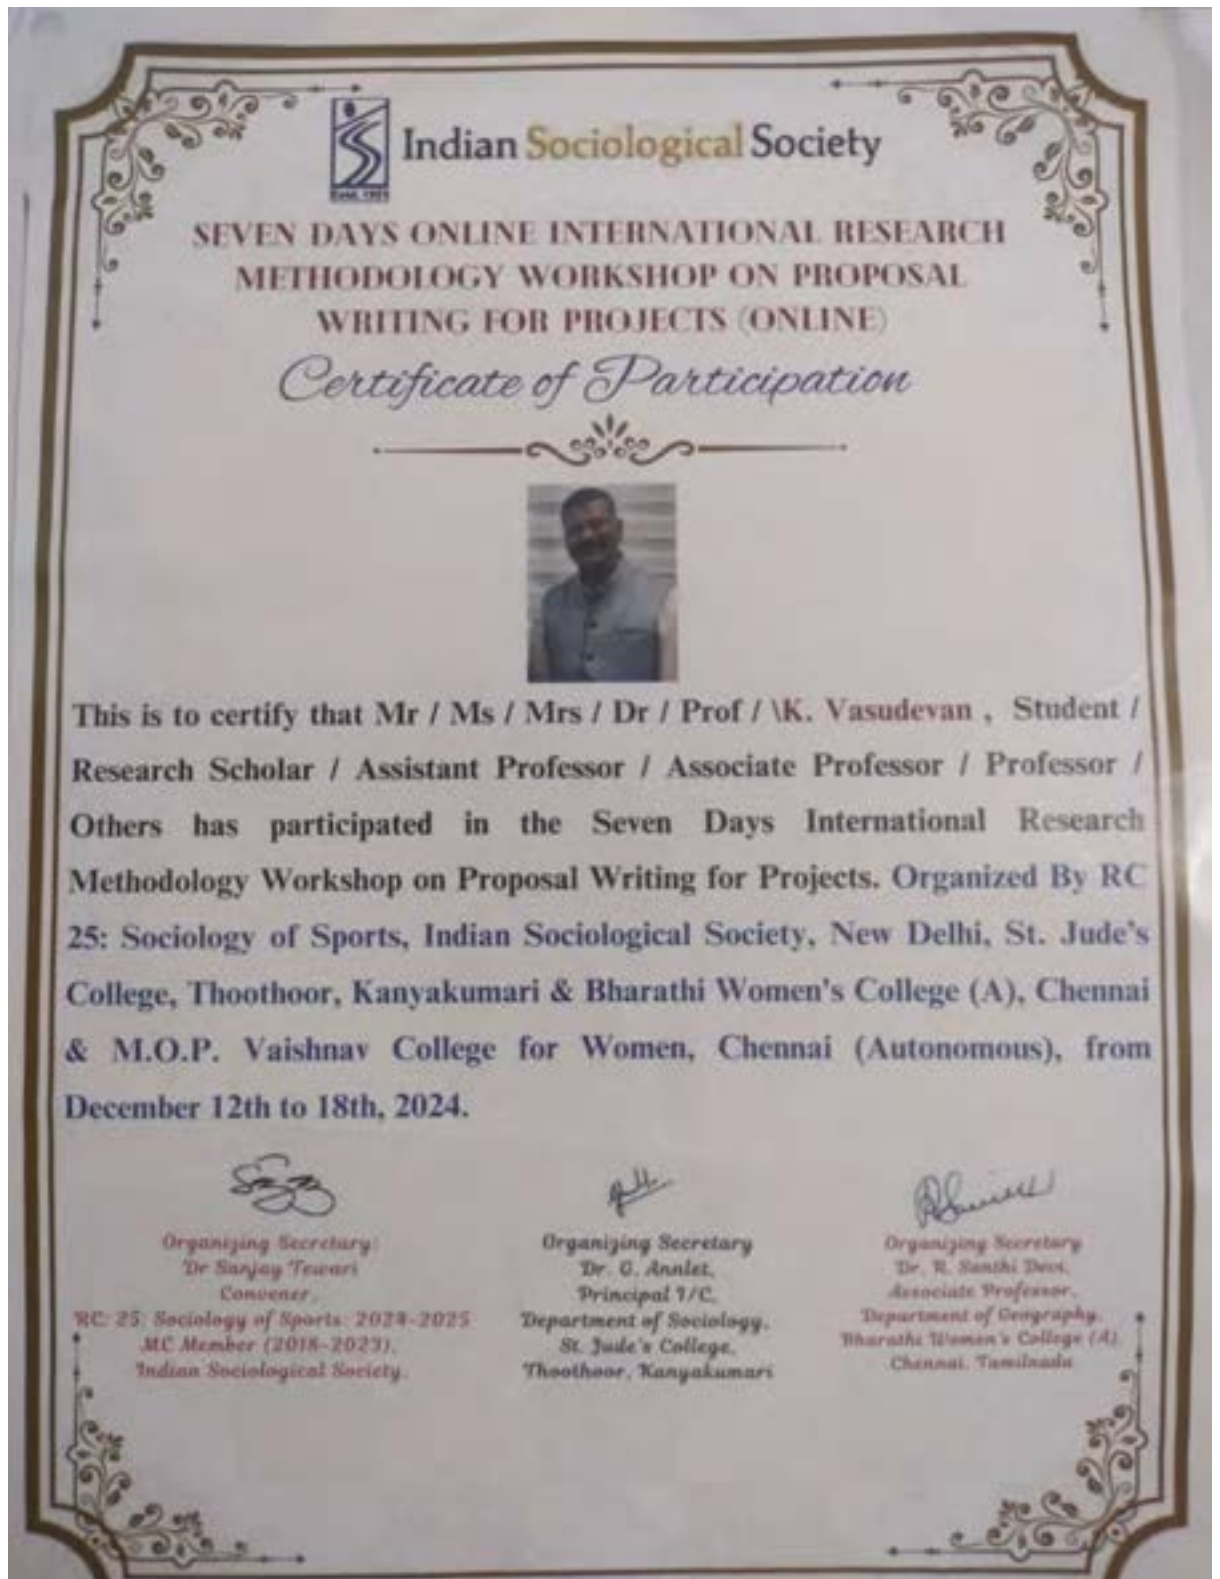 Indian Sociological Society
Estd. 1951
SEVEN DAYS ONLINE INTERNATIONAL RESEARCH
METHODOLOGY WORKSHOP ON PROPOSAL
WRITING FOR PROJECTS (ONLINE)
Certificate of Participation
This is to certify that Mr / Ms / Mrs / Dr / Prof / \K. Vasudevan , Student /
Research Scholar / Assistant Professor / Associate Professor / Professor /
Others has participated in the Seven Days International Research
Methodology Workshop on Proposal Writing for Projects. Organized By RC
25: Sociology of Sports, Indian Sociological Society, New Delhi, St. Jude's
College, Thoothoor, Kanyakumari & Bharathi Women's College (A), Chennai
& M.O.P. Vaishnav College for Women, Chennai (Autonomous), from
December 12th to 18th, 2024.
Organizing Secretary:
Dr Sanjay Tewari
Convener,
RC: 25: Sociology of Sports: 2024-2025
MC Member (2018-2023),
Indian Sociological Society.
Organizing Secretary
Dr. G. Annlet,
Principal I/C,
Department of Sociology,
St. Jude's College,
Thoothoor, Kanyakumari
Organizing Secretary
Dr. R. Santhi Devi,
Associate Professor,
Department of Geography,
Bharathi Women's College (A),
Chennai, Tamilnadu